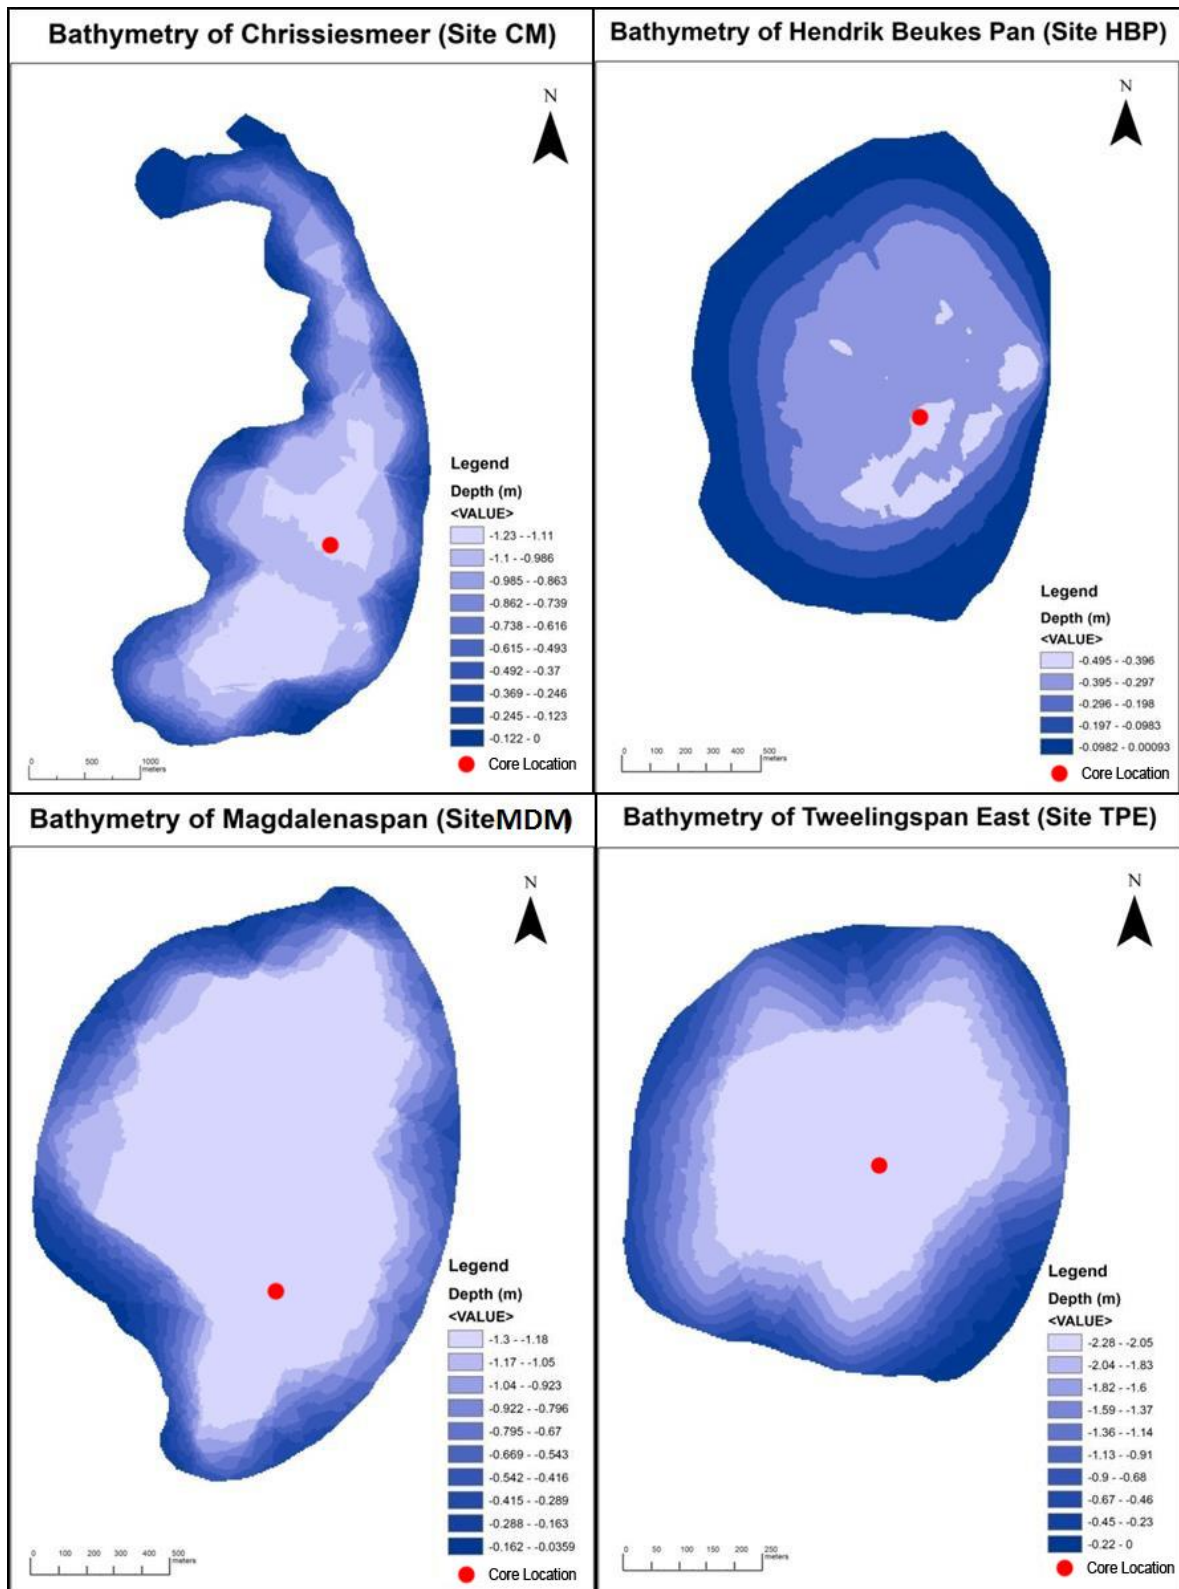 Bathymetry of Chrissiesmeer (Site CM)
N
Legend
Depth (m)
<VALUE>
-1.23 - -1.11
-1.1 - -0.986
-0.985 - -0.863
-0.862 - -0.739
-0.738 - -0.616
-0.615 - -0.493
-0.492 - -0.37
-0.369 - -0.246
-0.245 - -0.123
-0.122 - 0
Core Location
0 500 1000
meters
Bathymetry of Hendrik Beukes Pan (Site HBP)
N
Legend
Depth (m)
<VALUE>
-0.495 - -0.396
-0.395 - -0.297
-0.296 - -0.198
-0.197 - -0.0983
-0.0982 - 0.00093
Core Location
0 100 200 300 400 500
meters
Bathymetry of Magdalenaspan (SiteMDM)
N
Legend
Depth (m)
<VALUE>
-1.3 - -1.18
-1.17 - -1.05
-1.04 - -0.923
-0.922 - -0.796
-0.795 - -0.67
-0.669 - -0.543
-0.542 - -0.416
-0.415 - -0.289
-0.288 - -0.163
-0.162 - -0.0359
Core Location
0 100 200 300 400 500
meters
Bathymetry of Tweelingspan East (Site TPE)
N
Legend
Depth (m)
<VALUE>
-2.28 - -2.05
-2.04 - -1.83
-1.82 - -1.6
-1.59 - -1.37
-1.36 - -1.14
-1.13 - -0.91
-0.9 - -0.68
-0.67 - -0.46
-0.45 - -0.23
-0.22 - 0
Core Location
0 50 100 150 200 250
meters